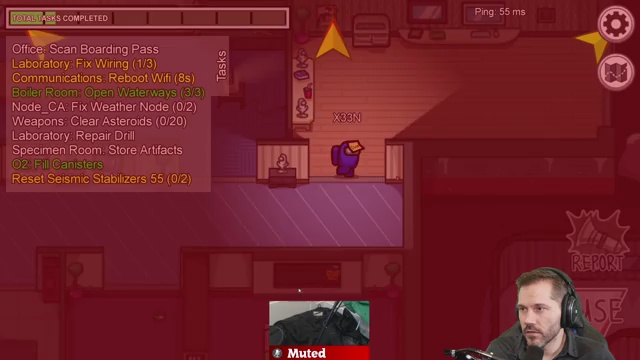 TOTAL TASKS COMPLETED
Ping: 55 ms
Office: Scan Boarding Pass
Laboratory: Fix Wiring (1/3)
Communications: Reboot Wifi (8s)
Boiler Room: Open Waterways (3/3)
Node_CA: Fix Weather Node (0/2)
Weapons: Clear Asteroids (0/20)
Laboratory: Repair Drill
Specimen Room: Store Artifacts
O2: Fill Canisters
Reset Seismic Stabilizers 55 (0/2)
Tasks
X33N
REPORT
Muted